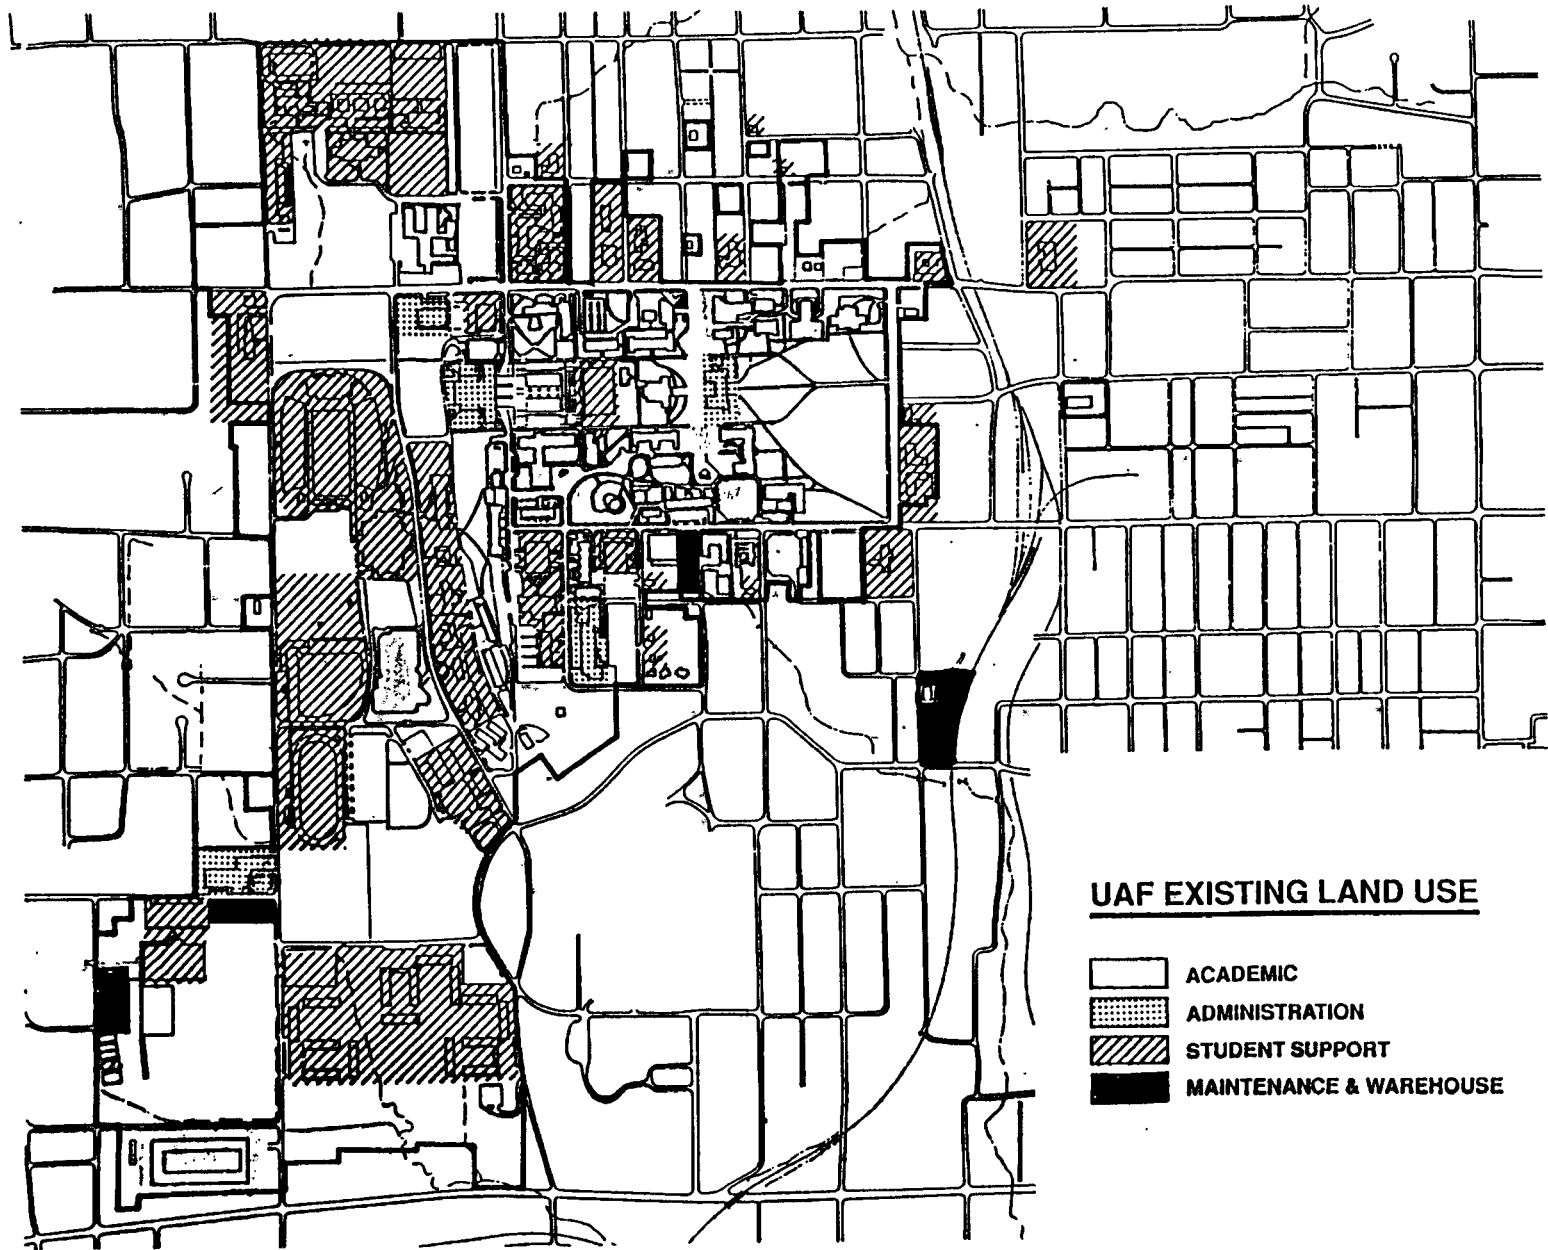 UAF EXISTING LAND USE
ACADEMIC
ADMINISTRATION
STUDENT SUPPORT
MAINTENANCE & WAREHOUSE